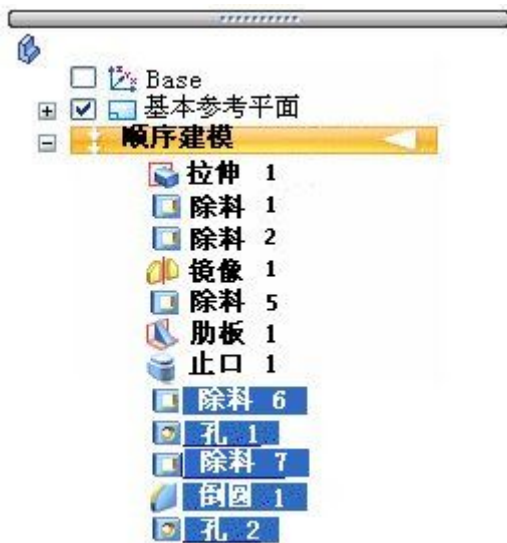 Base
基本参考平面
顺序建模
拉伸 1
除料 1
除料 2
镜像 1
除料 5
肋板 1
止口 1
除料 6
孔 1
除料 7
倒圆 1
孔 2